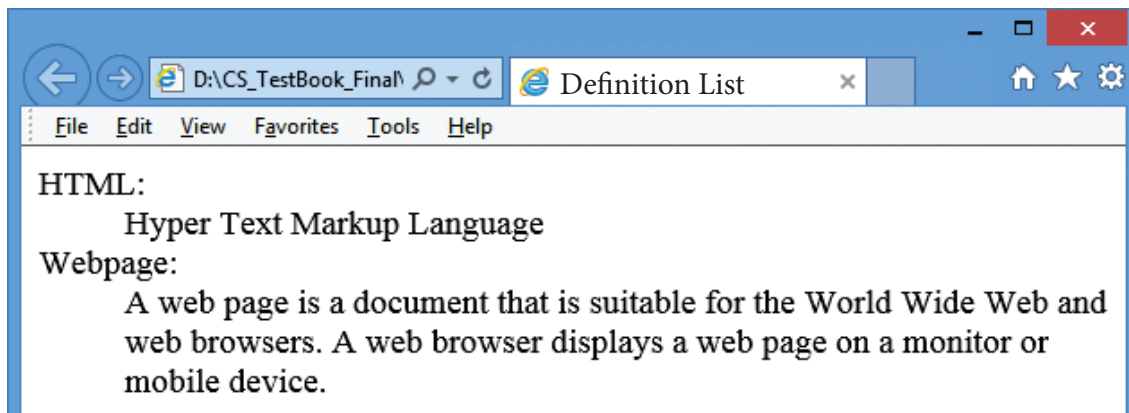 D:\CS_TestBook_Final\ Definition List
File Edit View Favorites Tools Help
HTML:
Hyper Text Markup Language
Webpage:
A web page is a document that is suitable for the World Wide Web and
web browsers. A web browser displays a web page on a monitor or
mobile device.